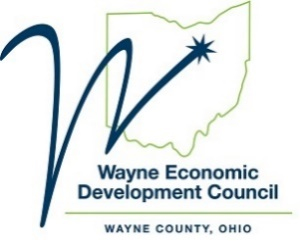 Wayne Economic
Development Council
WAYNE COUNTY, OHIO